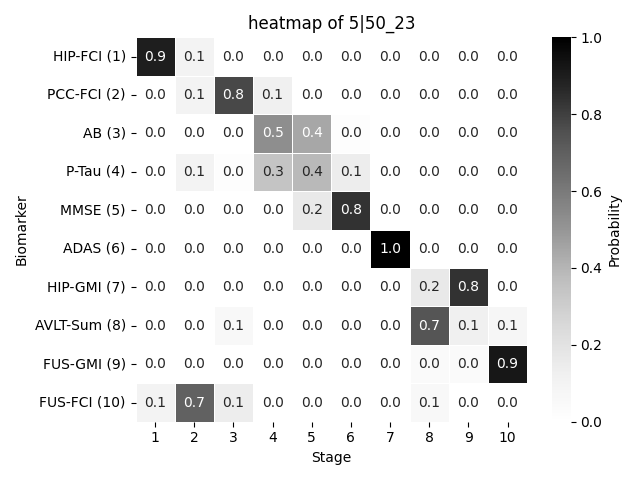 heatmap of 5|50_23
HIP-FCI (1) 0.9 0.1 0.0 0.0 0.0 0.0 0.0 0.0 0.0 0.0
PCC-FCI (2) 0.0 0.1 0.8 0.1 0.0 0.0 0.0 0.0 0.0 0.0
AB (3) 0.0 0.0 0.0 0.5 0.4 0.0 0.0 0.0 0.0 0.0
P-Tau (4) 0.0 0.1 0.0 0.3 0.4 0.1 0.0 0.0 0.0 0.0
MMSE (5) 0.0 0.0 0.0 0.0 0.2 0.8 0.0 0.0 0.0 0.0
ADAS (6) 0.0 0.0 0.0 0.0 0.0 0.0 1.0 0.0 0.0 0.0
HIP-GMI (7) 0.0 0.0 0.0 0.0 0.0 0.0 0.0 0.2 0.8 0.0
AVLT-Sum (8) 0.0 0.0 0.1 0.0 0.0 0.0 0.0 0.7 0.1 0.1
FUS-GMI (9) 0.0 0.0 0.0 0.0 0.0 0.0 0.0 0.0 0.0 0.9
FUS-FCI (10) 0.1 0.7 0.1 0.0 0.0 0.0 0.0 0.1 0.0 0.0
1 2 3 4 5 6 7 8 9 10
Stage
Biomarker
1.0
0.8
0.6
0.4
0.2
0.0
Probability